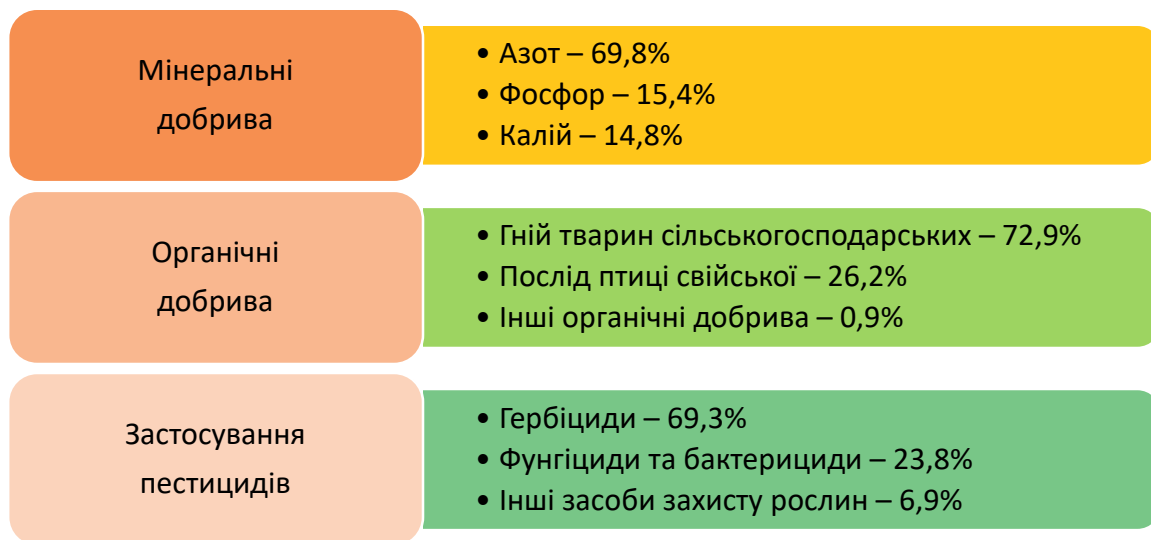 Мінеральні
добрива
• Азот – 69,8%
• Фосфор – 15,4%
• Калій – 14,8%
Органічні
добрива
• Гній тварин сільськогосподарських – 72,9%
• Послід птиці свійської – 26,2%
• Інші органічні добрива – 0,9%
Застосування
пестицидів
• Гербіциди – 69,3%
• Фунгіциди та бактерициди – 23,8%
• Інші засоби захисту рослин – 6,9%